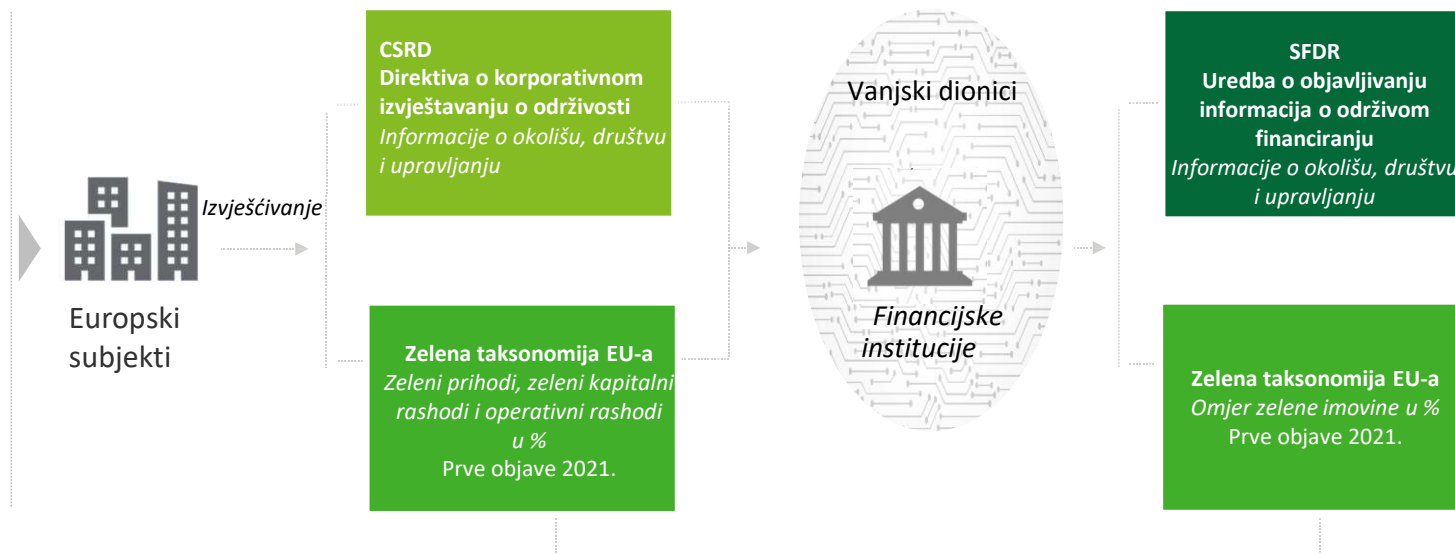 Izvješćivanje
Europski
subjekti
CSRD
Direktiva o korporativnom
izvještavanju o održivosti
Informacije o okolišu, društvu
i upravljanju
Zelena taksonomija EU-a
Zeleni prihodi, zeleni kapitalni
rashodi i operativni rashodi
u %
Prve objave 2021.
Vanjski dionici
Financijske
institucije
SFDR
Uredba o objavljivanju
informacija o održivom
financiranju
Informacije o okolišu, društvu
i upravljanju
Zelena taksonomija EU-a
Omjer zelene imovine u %
Prve objave 2021.